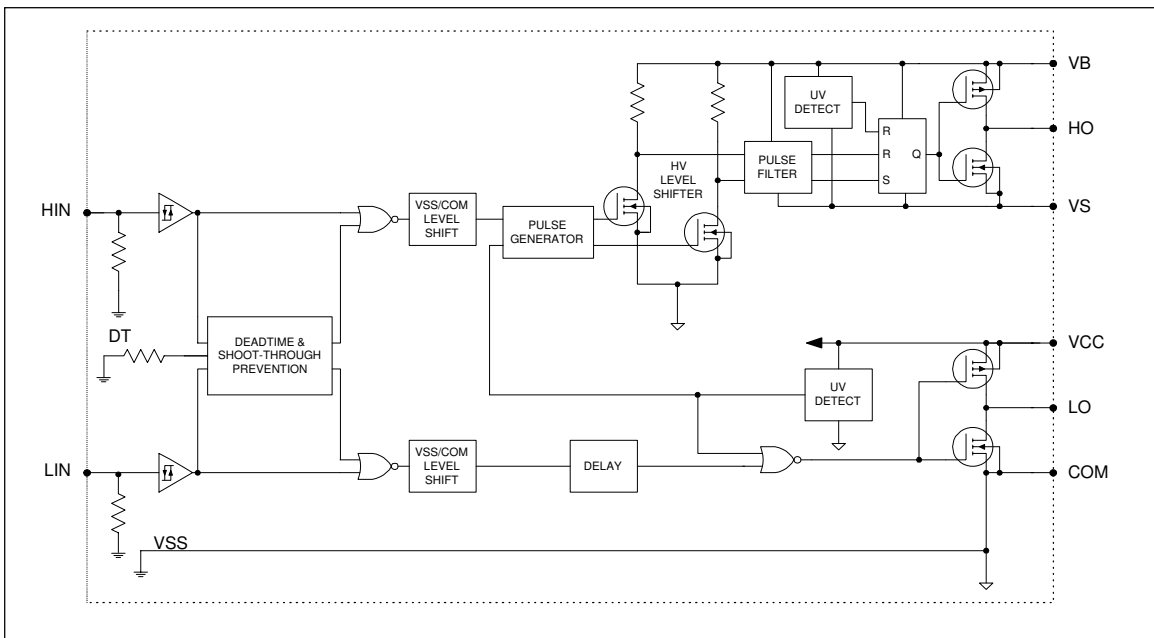 VB
UV
DETECT
R
HO
R
Q
PULSE
FILTER
HV
LEVEL
SHIFTER
S
VSS/COM
LEVEL
SHIFT
HIN
VS
PULSE
GENERATOR
DT
DEADTIME &
SHOOT-THROUGH
PREVENTION
VCC
UV
DETECT
LO
VSS/COM
LEVEL
SHIFT
DELAY
LIN
COM
VSS